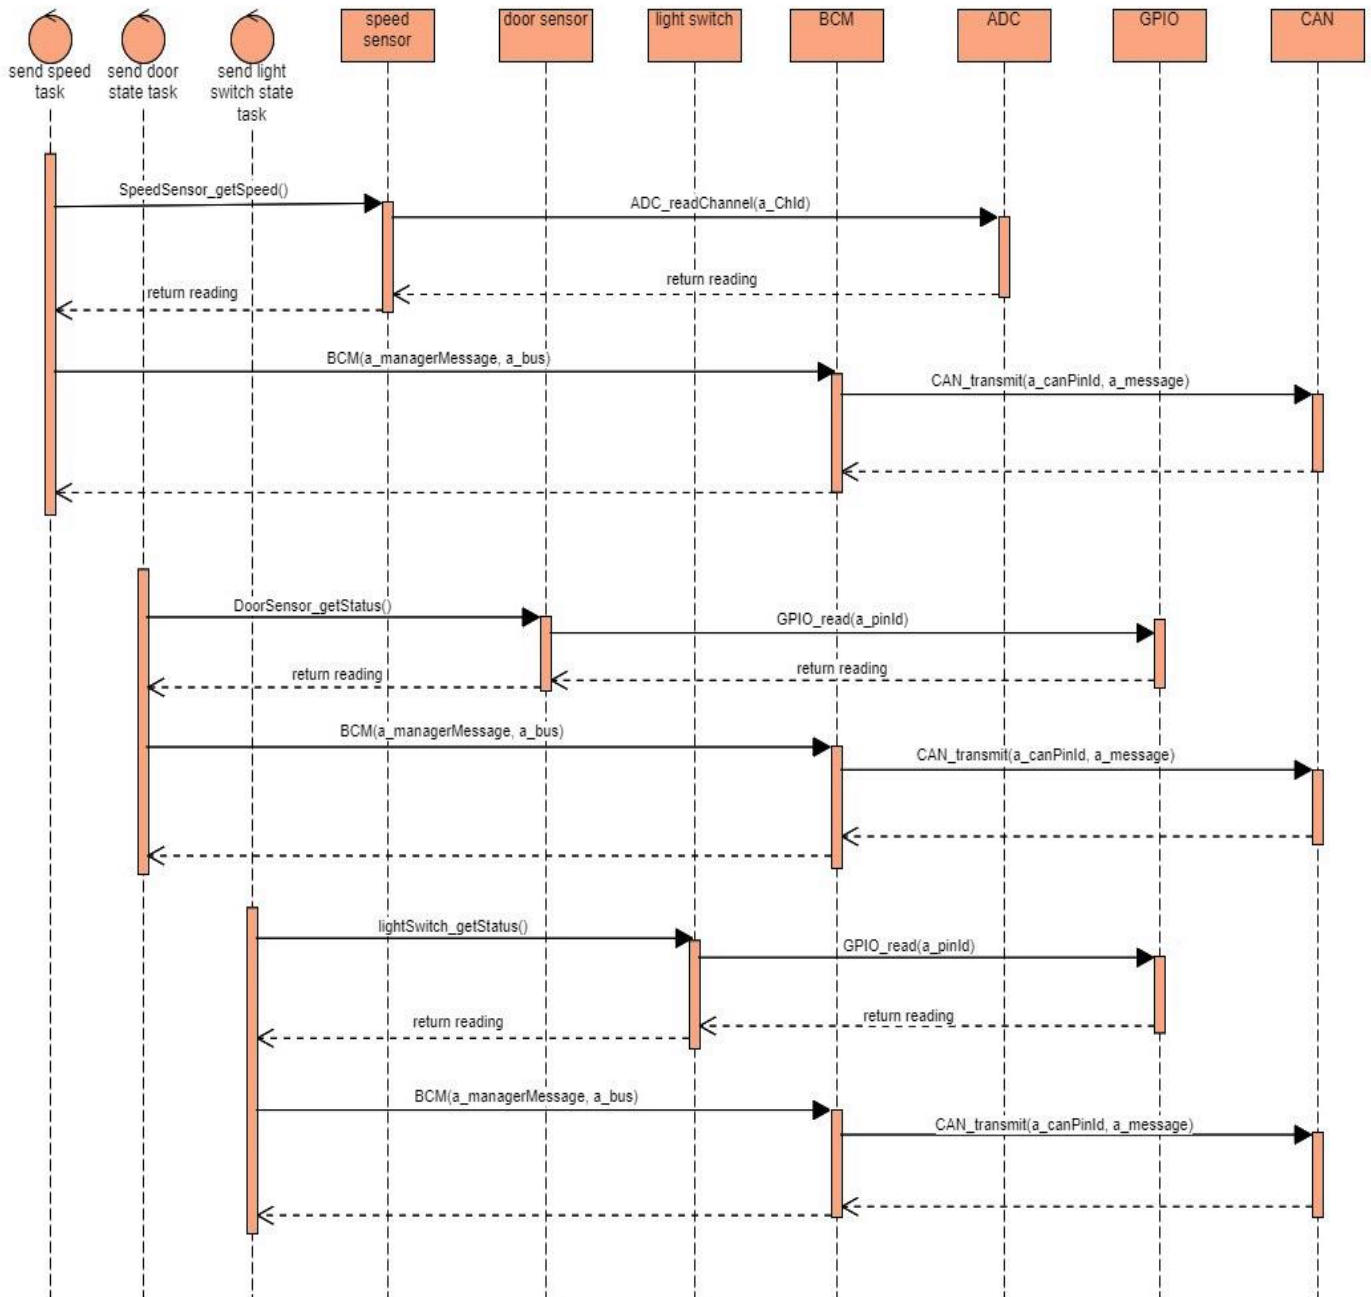 send speed
task
send door
state task
send light
switch state
task
speed
sensor
door sensor
light switch
BCM
ADC
GPIO
CAN
SpeedSensor_getSpeed()
ADC_readChannel(a_ChId)
return reading
return reading
BCM(a_managerMessage, a_bus)
CAN_transmit(a_canPinId, a_message)
DoorSensor_getStatus()
GPIO_read(a_pinId)
return reading
return reading
BCM(a_managerMessage, a_bus)
CAN_transmit(a_canPinId, a_message)
lightSwitch_getStatus()
GPIO_read(a_pinId)
return reading
return reading
BCM(a_managerMessage, a_bus)
CAN_transmit(a_canPinId, a_message)